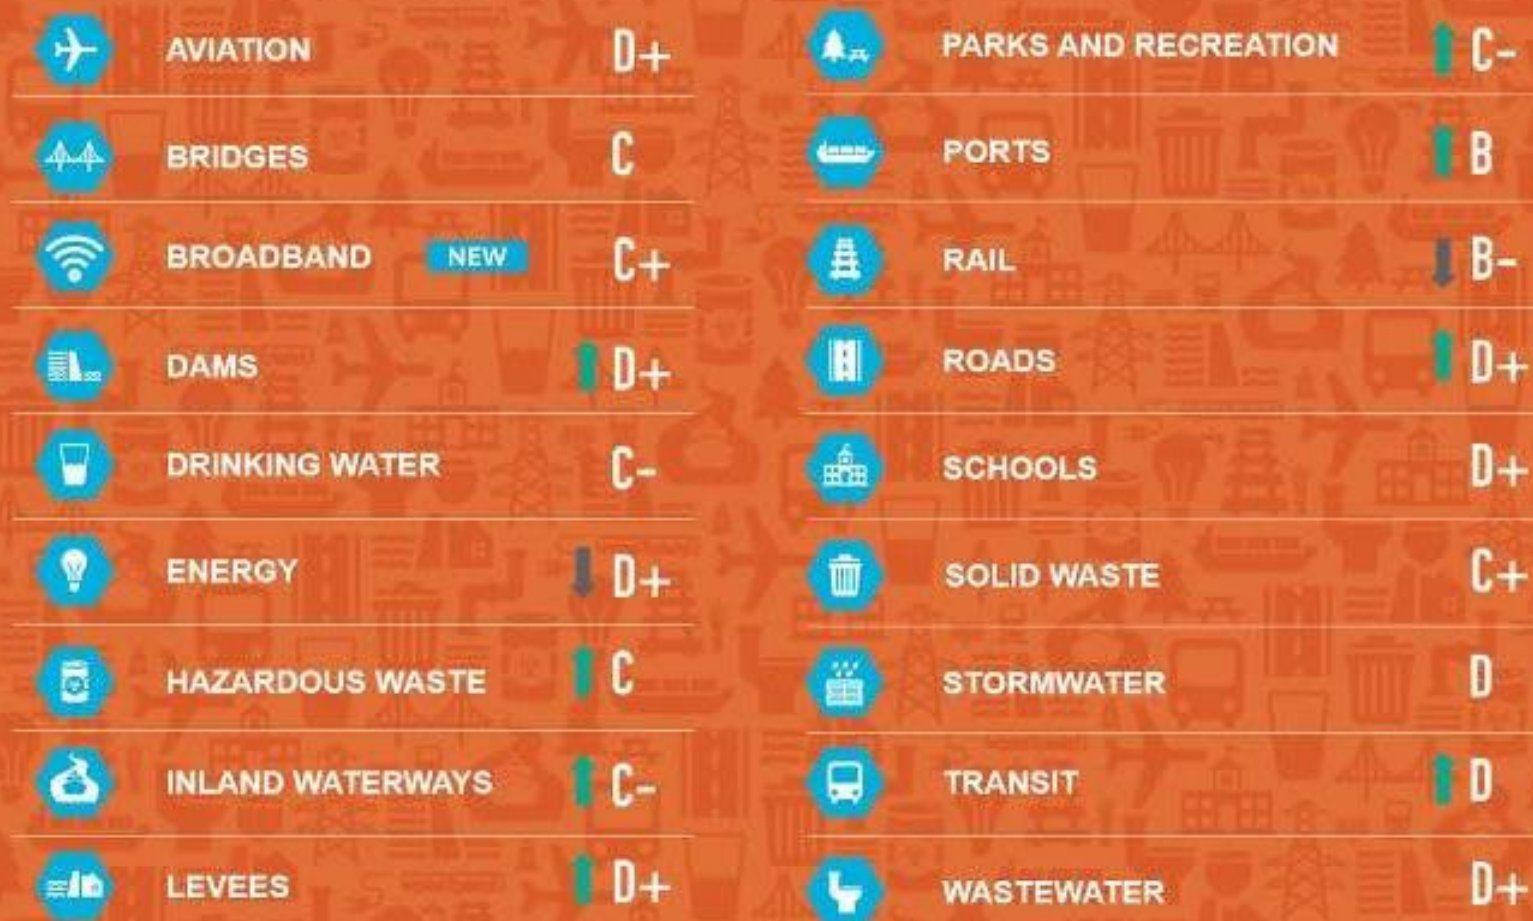 AVIATION D+
BRIDGES C
BROADBAND NEW C+
DAMS D+
DRINKING WATER C-
ENERGY D+
HAZARDOUS WASTE C
INLAND WATERWAYS C-
LEVEES D+
PARKS AND RECREATION C-
PORTS B
RAIL B-
ROADS D+
SCHOOLS D+
SOLID WASTE C+
STORMWATER D
TRANSIT D
WASTEWATER D+